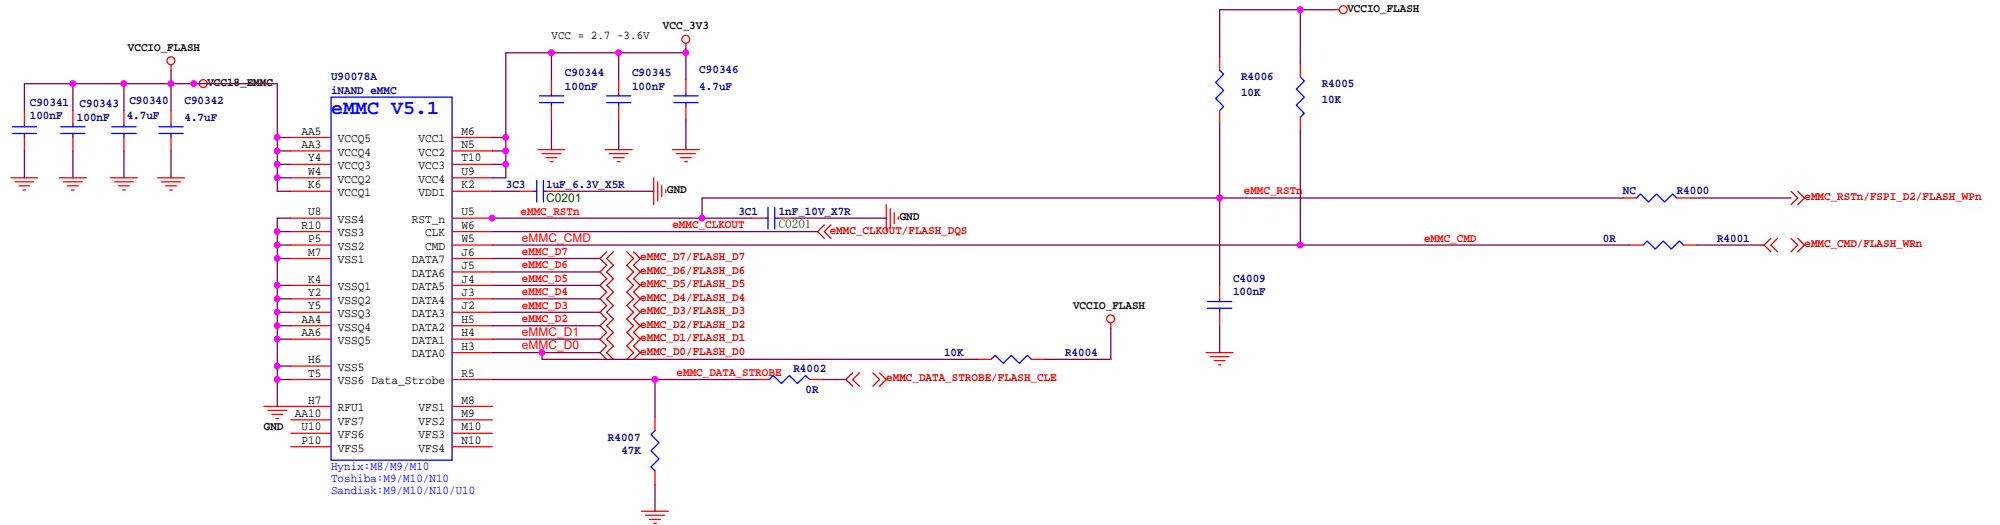 VCCIO_FLASH
VCC18_EMMC
C90341
100nF
C90343
100nF
C90340
4.7uF
C90342
4.7uF
U90078A
iNAND eMMC
eMMC V5.1
VCC = 2.7 -3.6V
VCC_3V3
C90344
100nF
C90345
100nF
C90346
4.7uF
VCCIO_FLASH
R4006
10K
R4005
10K
AA5 VCCQ5 VCC1 M6
AA3 VCCQ4 VCC2 N5
Y4 VCCQ3 VCC3 T10
W4 VCCQ2 VCC4 U9
K6 VCCQ1 VDDI K2 3C3 1uF_6.3V_X5R GND
C0201
eMMC_RSTn NC R4000 eMMC_RSTn/FSPI_D2/FLASH_WPn
U8 VSS4 RST_n U5 eMMC_RSTn 3C1 1nF_10V_X7R GND
C0201
R10 VSS3 CLK W6 eMMC_CLKOUT eMMC_CLKOUT/FLASH_DQS
P5 VSS2 CMD W5 eMMC_CMD eMMC_CMD 0R R4001 eMMC_CMD/FLASH_WRn
M7 VSS1 DATA7 J6 eMMC_D7 eMMC_D7/FLASH_D7
DATA6 J5 eMMC_D6 eMMC_D6/FLASH_D6
K4 VSSQ1 DATA5 J4 eMMC_D5 eMMC_D5/FLASH_D5
Y2 VSSQ2 DATA4 J3 eMMC_D4 eMMC_D4/FLASH_D4
Y5 VSSQ3 DATA3 J2 eMMC_D3 eMMC_D3/FLASH_D3
AA4 VSSQ4 DATA2 H5 eMMC_D2 eMMC_D2/FLASH_D2
AA6 VSSQ5 DATA1 H4 eMMC_D1 eMMC_D1/FLASH_D1
DATA0 H3 eMMC_D0 eMMC_D0/FLASH_D0
C4009
100nF
VCCIO_FLASH
10K R4004
H6 VSS5
T5 VSS6 Data_Strobe R5 eMMC_DATA_STROBE R4002 eMMC_DATA_STROBE/FLASH_CLE
0R
H7 RFU1 VFS1 M8
AA10 VFS7 VFS2 M9
U10 VFS6 VFS3 M10
P10 VFS5 VFS4 N10
GND
R4007
47K
Hynix:M8/M9/M10
Toshiba:M9/M10/N10
Sandisk:M9/M10/N10/U10